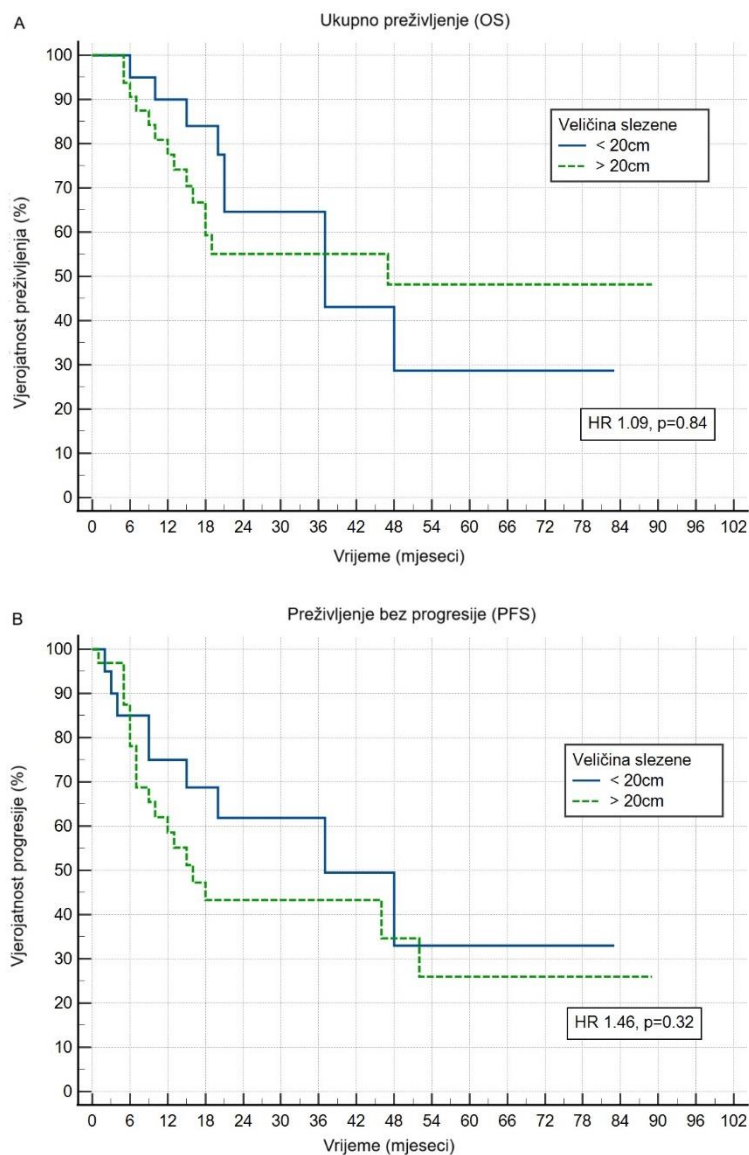 A
Ukupno preživljenje (OS)
Vjerojatnost preživljenja (%)
100
90
80
70
60
50
40
30
20
10
0
Veličina slezene
< 20cm
> 20cm
HR 1.09, p=0.84
0 6 12 18 24 30 36 42 48 54 60 66 72 78 84 90 96 102
Vrijeme (mjeseci)
B
Preživljenje bez progresije (PFS)
Vjerojatnost progresije (%)
100
90
80
70
60
50
40
30
20
10
0
Veličina slezene
< 20cm
> 20cm
HR 1.46, p=0.32
0 6 12 18 24 30 36 42 48 54 60 66 72 78 84 90 96 102
Vrijeme (mjeseci)